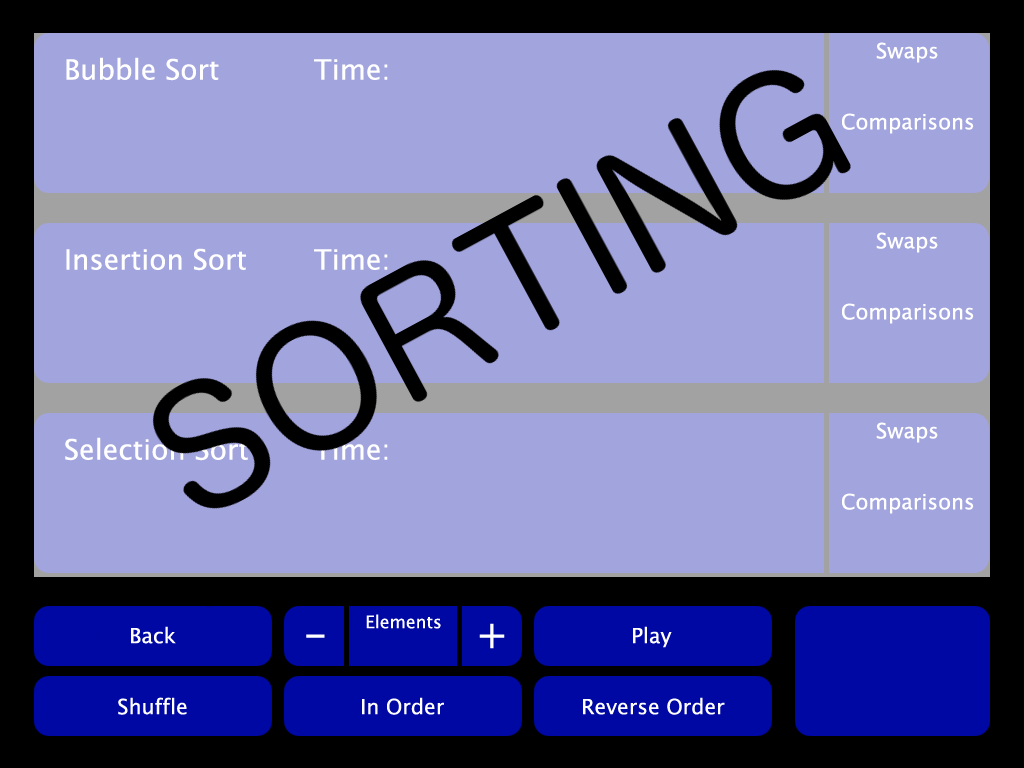 Bubble Sort Time:
Swaps
Comparisons
Insertion Sort Time:
Swaps
Comparisons
Selection Sort Time:
Swaps
Comparisons
SORTING
Back − Elements + Play
Shuffle In Order Reverse Order